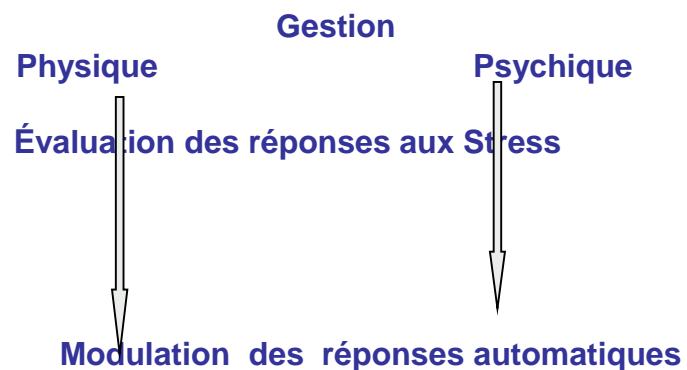 Gestion
Physique Psychique
Évaluation des réponses aux Stress
Modulation des réponses automatiques